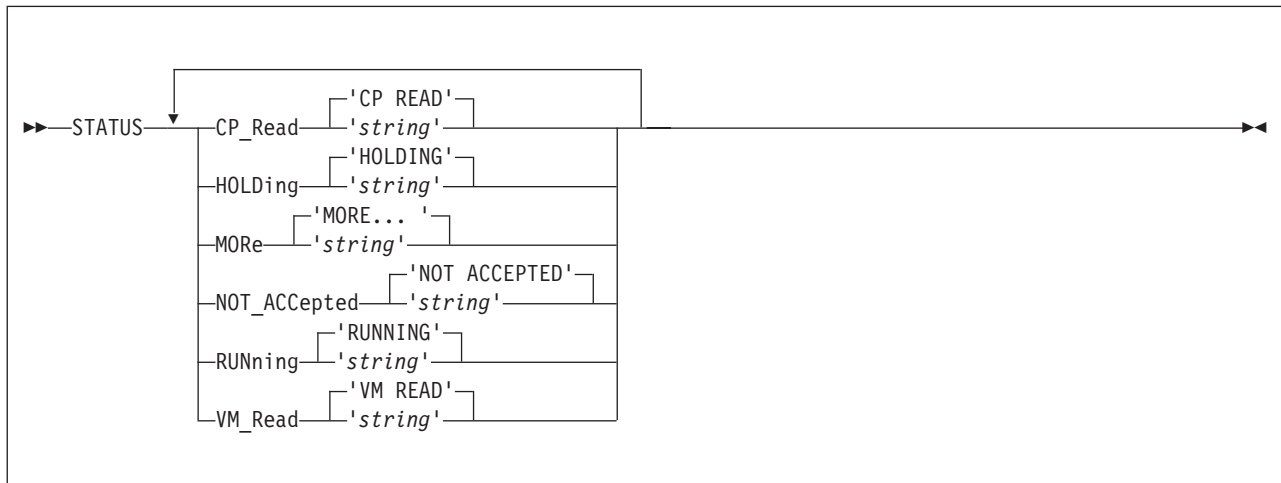 'CP READ'
STATUS CP_Read 'string'
'HOLDING'
HOLDing 'string'
'MORE... '
MORe 'string'
'NOT ACCEPTED'
NOT_ACCepted 'string'
'RUNNING'
RUNning 'string'
'VM READ'
VM_Read 'string'